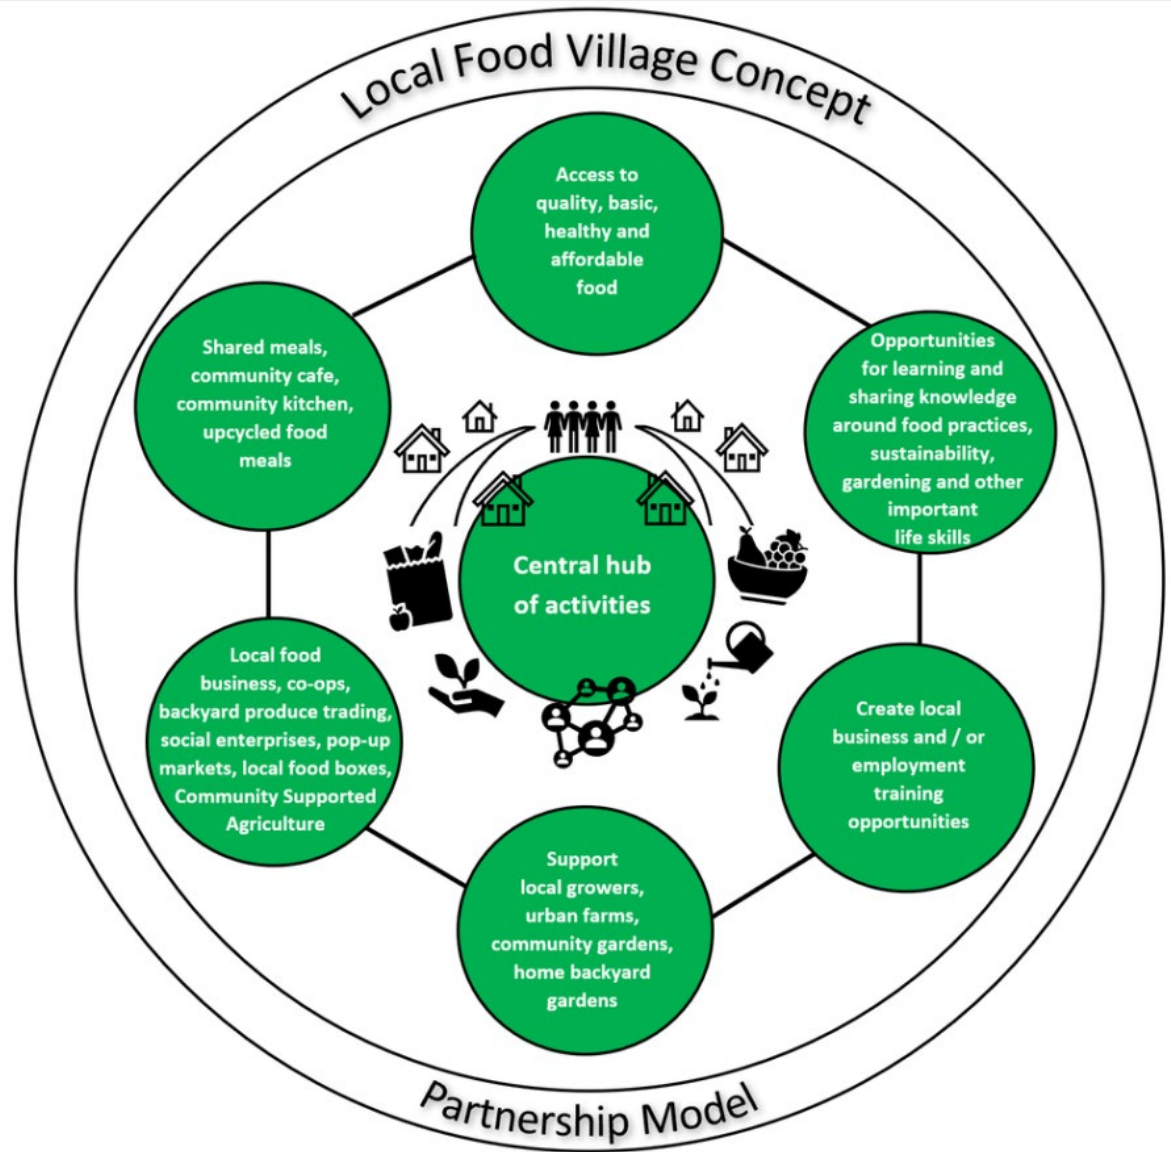 Local Food Village Concept
Access to
quality, basic,
healthy and
affordable
food
Opportunities
for learning and
sharing knowledge
around food practices,
sustainability,
gardening and other
important
life skills
Create local
business and / or
employment
training
opportunities
Support
local growers,
urban farms,
community gardens,
home backyard
gardens
Local food
business, co-ops,
backyard produce trading,
social enterprises, pop-up
markets, local food boxes,
Community Supported
Agriculture
Shared meals,
community cafe,
community kitchen,
upcycled food
meals
Central hub
of activities
Partnership Model